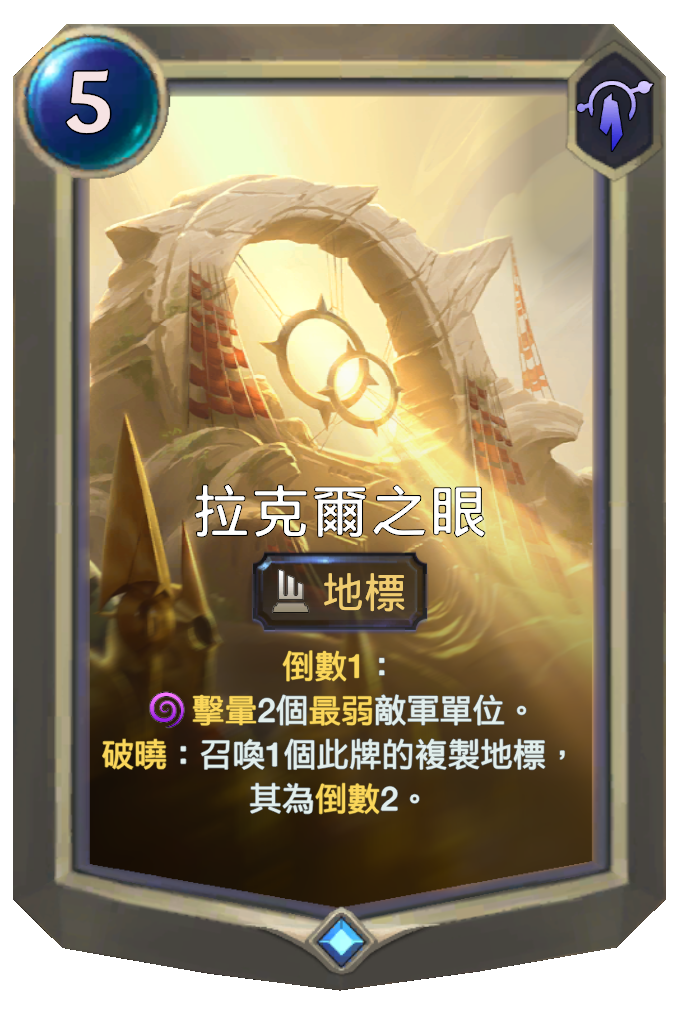 5
拉克爾之眼
地標
倒數1：
擊暈2個最弱敵軍單位。
破曉：召喚1個此牌的複製地標，
其為倒數2。